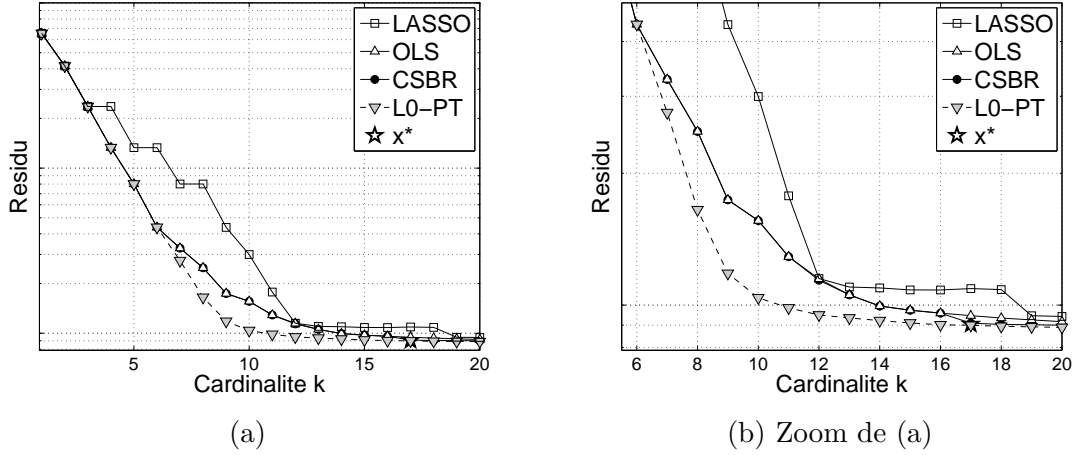 LASSO
OLS
CSBR
L0−PT
x*
Residu
5 10 15 20
Cardinalite k
(a)
LASSO
OLS
CSBR
L0−PT
x*
Residu
6 8 10 12 14 16 18 20
Cardinalite k
(b) Zoom de (a)